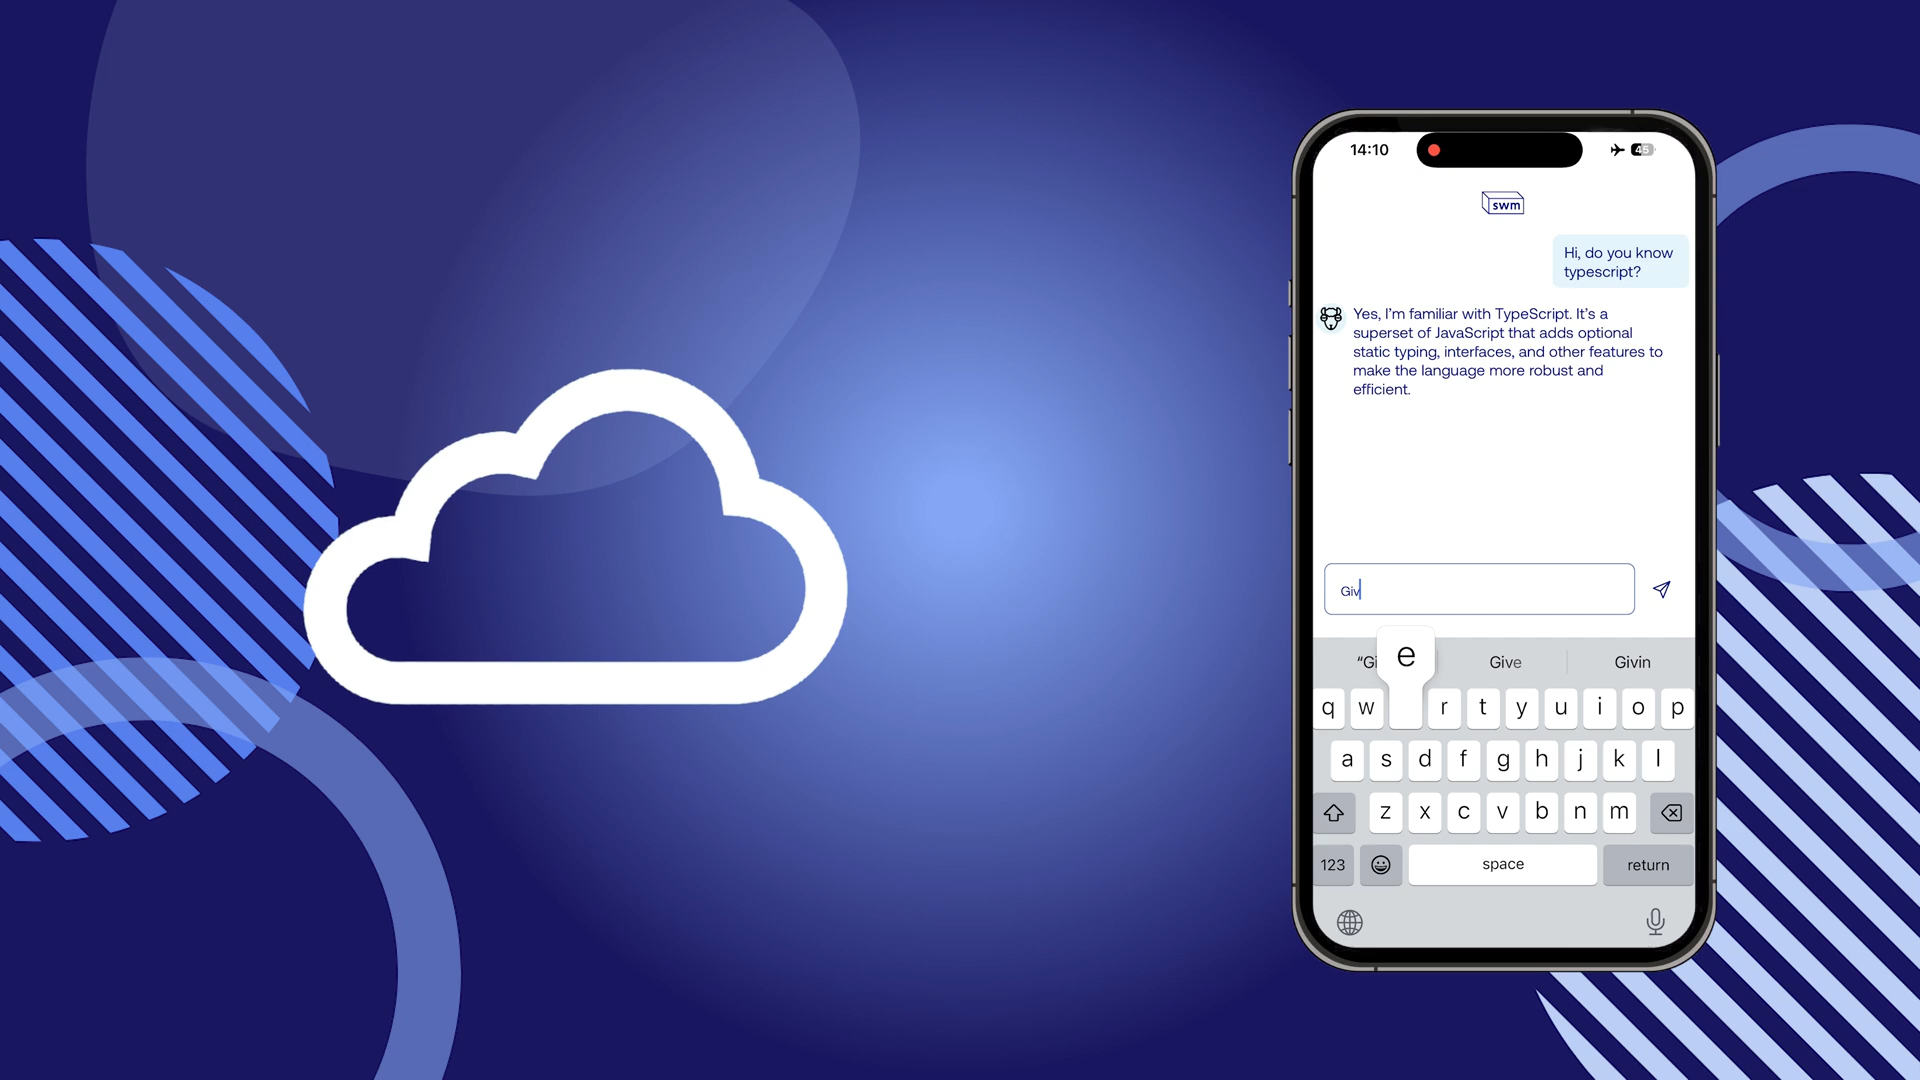 14:10
45
swm
Hi, do you know
typescript?
Yes, I'm familiar with TypeScript. It's a
superset of JavaScript that adds optional
static typing, interfaces, and other features to
make the language more robust and
efficient.
Giv
"Gi Give Givin
e
q w r t y u i o p
a s d f g h j k l
z x c v b n m
123 space return